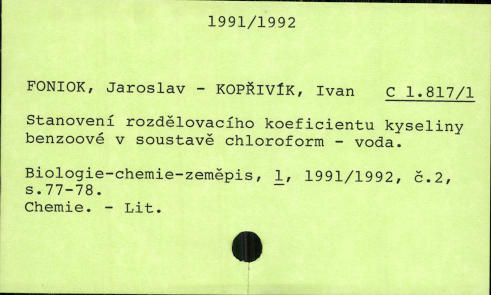 1991/1992
FONIOK, Jaroslav - KOPŘIVÍK, Ivan C 1.817/1
Stanovení rozdělovacího koeficientu kyseliny
benzoové v soustavě chloroform - voda.
Biologie-chemie-zeměpis, 1, 1991/1992, č.2,
s.77-78.
Chemie. - Lit.